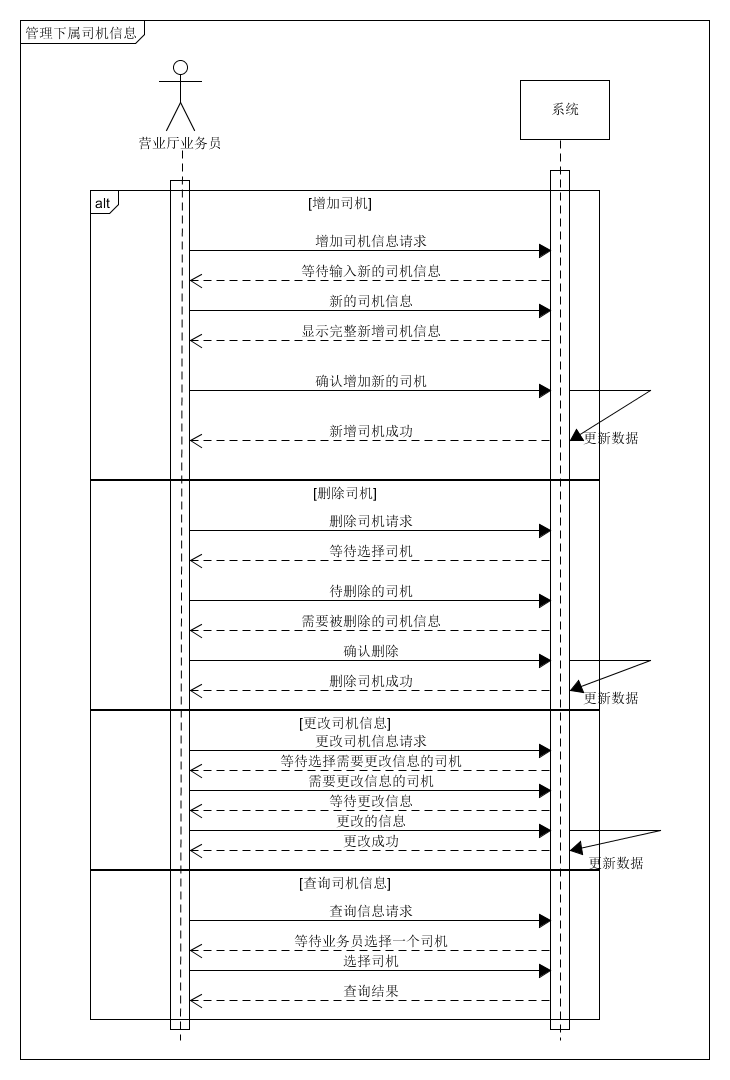 管理下属司机信息
营业厅业务员
系统
alt
[增加司机]
增加司机信息请求
等待输入新的司机信息
新的司机信息
显示完整新增司机信息
确认增加新的司机
新增司机成功
更新数据
[删除司机]
删除司机请求
等待选择司机
待删除的司机
需要被删除的司机信息
确认删除
删除司机成功
更新数据
[更改司机信息]
更改司机信息请求
等待选择需要更改信息的司机
需要更改信息的司机
等待更改信息
更改的信息
更改成功
更新数据
[查询司机信息]
查询信息请求
等待业务员选择一个司机
选择司机
查询结果